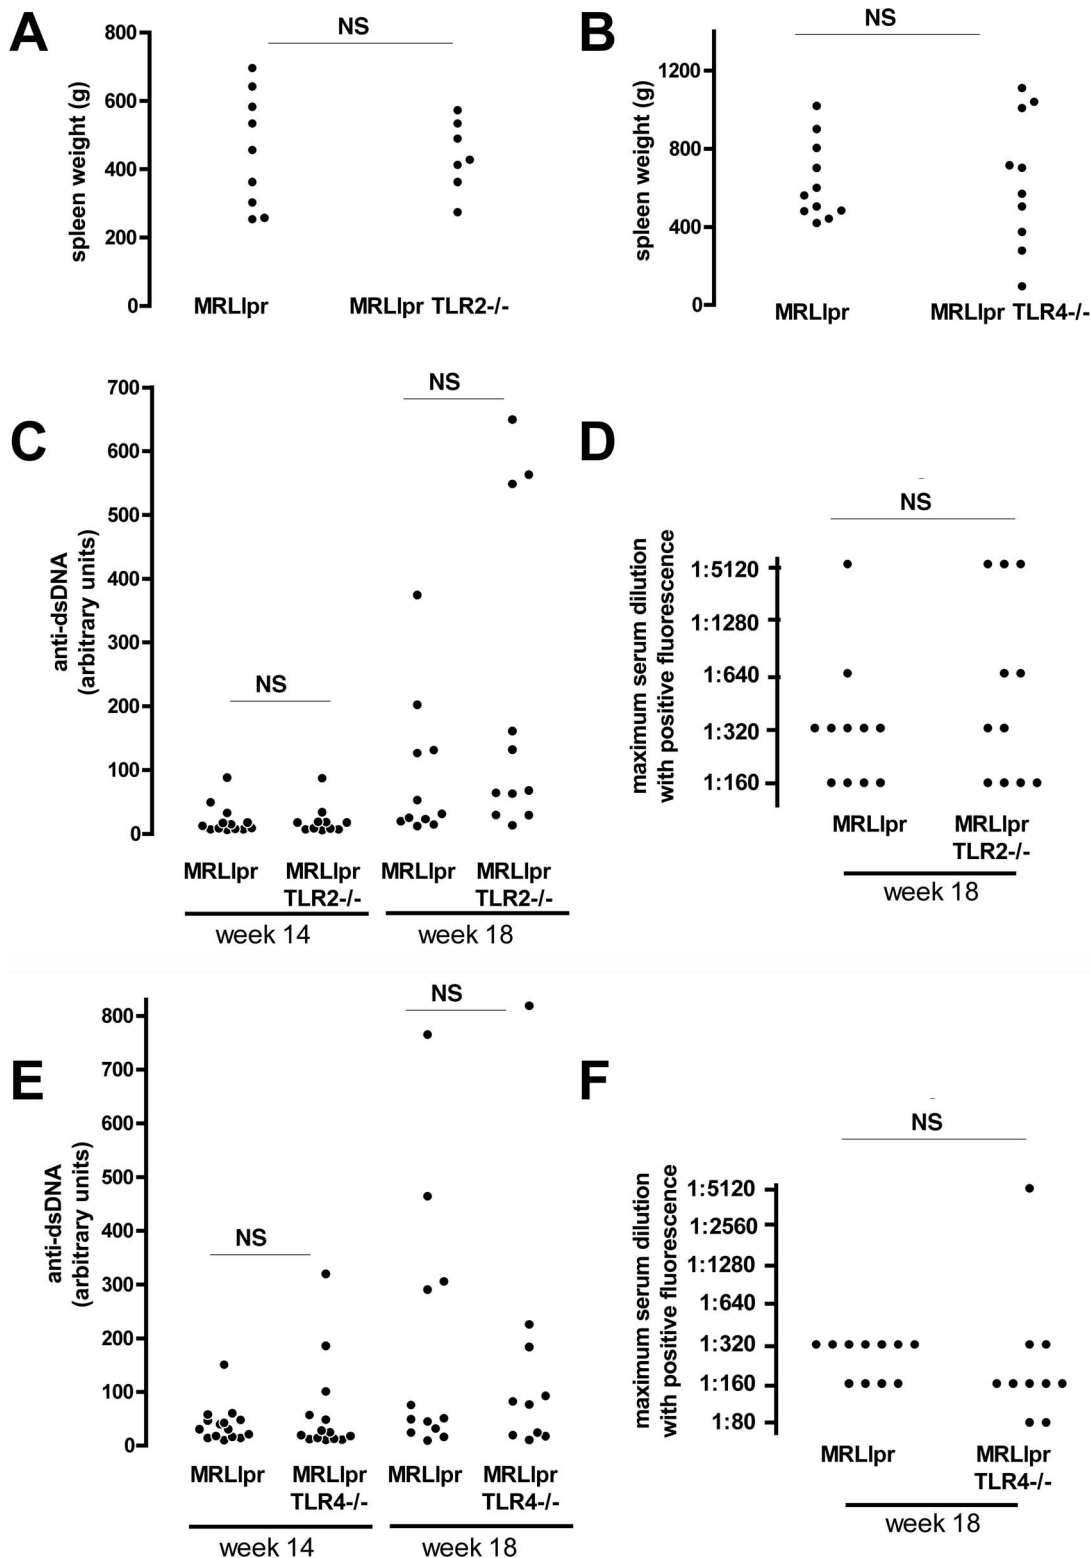 A
NS
800
600
400
200
0
spleen weight (g)
MRLlpr
MRLlpr TLR2-/-
B
NS
1200
800
400
0
spleen weight (g)
MRLlpr
MRLlpr TLR4-/-
C
NS
NS
700
600
500
400
300
200
100
0
anti-dsDNA
(arbitrary units)
MRLlpr
MRLlpr
TLR2-/-
MRLlpr
MRLlpr
TLR2-/-
week 14
week 18
D
NS
1:5120
1:1280
1:640
1:320
1:160
maximum serum dilution
with positive fluorescence
MRLlpr
MRLlpr
TLR2-/-
week 18
E
NS
NS
800
700
600
500
400
300
200
100
0
anti-dsDNA
(arbitrary units)
MRLlpr
MRLlpr
TLR4-/-
MRLlpr
MRLlpr
TLR4-/-
week 14
week 18
F
NS
1:5120
1:2560
1:1280
1:640
1:320
1:160
1:80
maximum serum dilution
with positive fluorescence
MRLlpr
MRLlpr
TLR4-/-
week 18